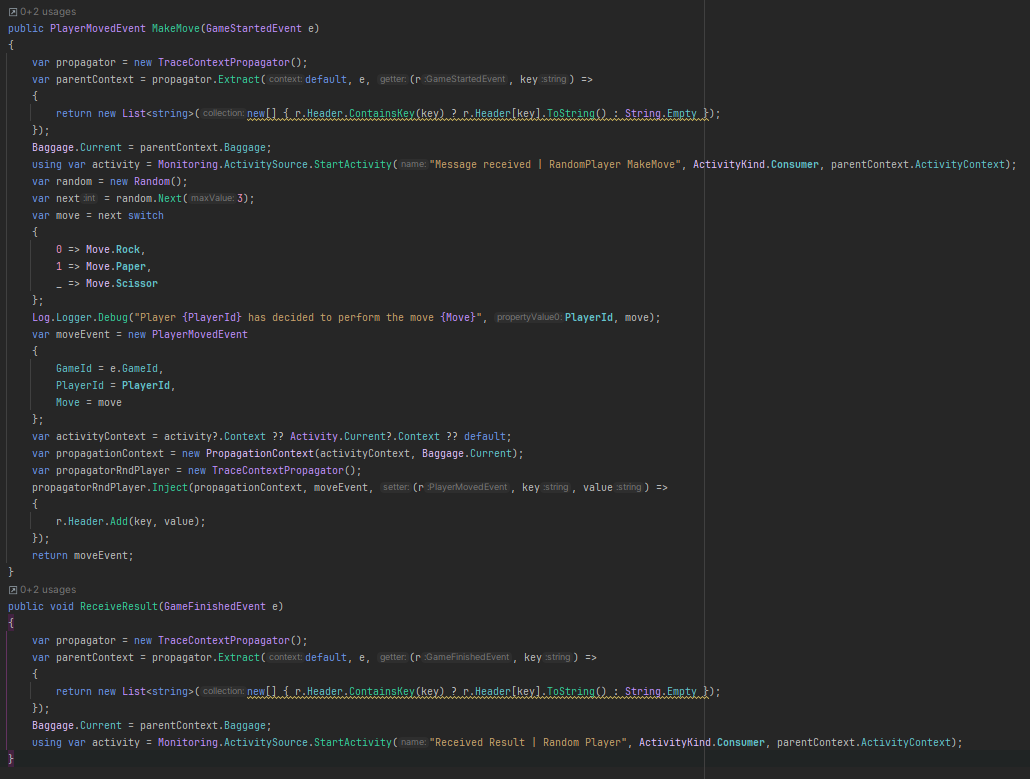 0+2 usages
public PlayerMovedEvent MakeMove(GameStartedEvent e)
{
    var propagator = new TraceContextPropagator();
    var parentContext = propagator.Extract( context: default, e, getter: (r :GameStartedEvent , key :string ) =>
    {
        return new List<string>( collection: new[] { r.Header.ContainsKey(key) ? r.Header[key].ToString() : String.Empty });
    });
    Baggage.Current = parentContext.Baggage;
    using var activity = Monitoring.ActivitySource.StartActivity( name: "Message received | RandomPlayer MakeMove", ActivityKind.Consumer, parentContext.ActivityContext);
    var random = new Random();
    var next :int = random.Next( maxValue: 3);
    var move = next switch
    {
        0 => Move.Rock,
        1 => Move.Paper,
        _ => Move.Scissor
    };
    Log.Logger.Debug("Player {PlayerId} has decided to perform the move {Move}", propertyValue0: PlayerId, move);
    var moveEvent = new PlayerMovedEvent
    {
        GameId = e.GameId,
        PlayerId = PlayerId,
        Move = move
    };
    var activityContext = activity?.Context ?? Activity.Current?.Context ?? default;
    var propagationContext = new PropagationContext(activityContext, Baggage.Current);
    var propagatorRndPlayer = new TraceContextPropagator();
    propagatorRndPlayer.Inject(propagationContext, moveEvent, setter: (r :PlayerMovedEvent , key :string , value :string ) =>
    {
        r.Header.Add(key, value);
    });
    return moveEvent;
}
0+2 usages
public void ReceiveResult(GameFinishedEvent e)
{
    var propagator = new TraceContextPropagator();
    var parentContext = propagator.Extract( context: default, e, getter: (r :GameFinishedEvent , key :string ) =>
    {
        return new List<string>( collection: new[] { r.Header.ContainsKey(key) ? r.Header[key].ToString() : String.Empty });
    });
    Baggage.Current = parentContext.Baggage;
    using var activity = Monitoring.ActivitySource.StartActivity( name: "Received Result | Random Player", ActivityKind.Consumer, parentContext.ActivityContext);
}